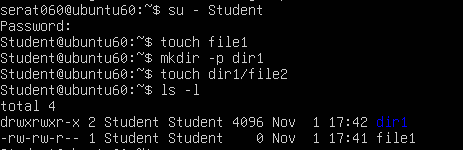 serat060@ubuntu60:~$ su - Student
Password:
Student@ubuntu60:~$ touch file1
Student@ubuntu60:~$ mkdir -p dir1
Student@ubuntu60:~$ touch dir1/file2
Student@ubuntu60:~$ ls -l
total 4
drwxrwxr-x 2 Student Student 4096 Nov  1 17:42 dir1
-rw-rw-r-- 1 Student Student    0 Nov  1 17:41 file1